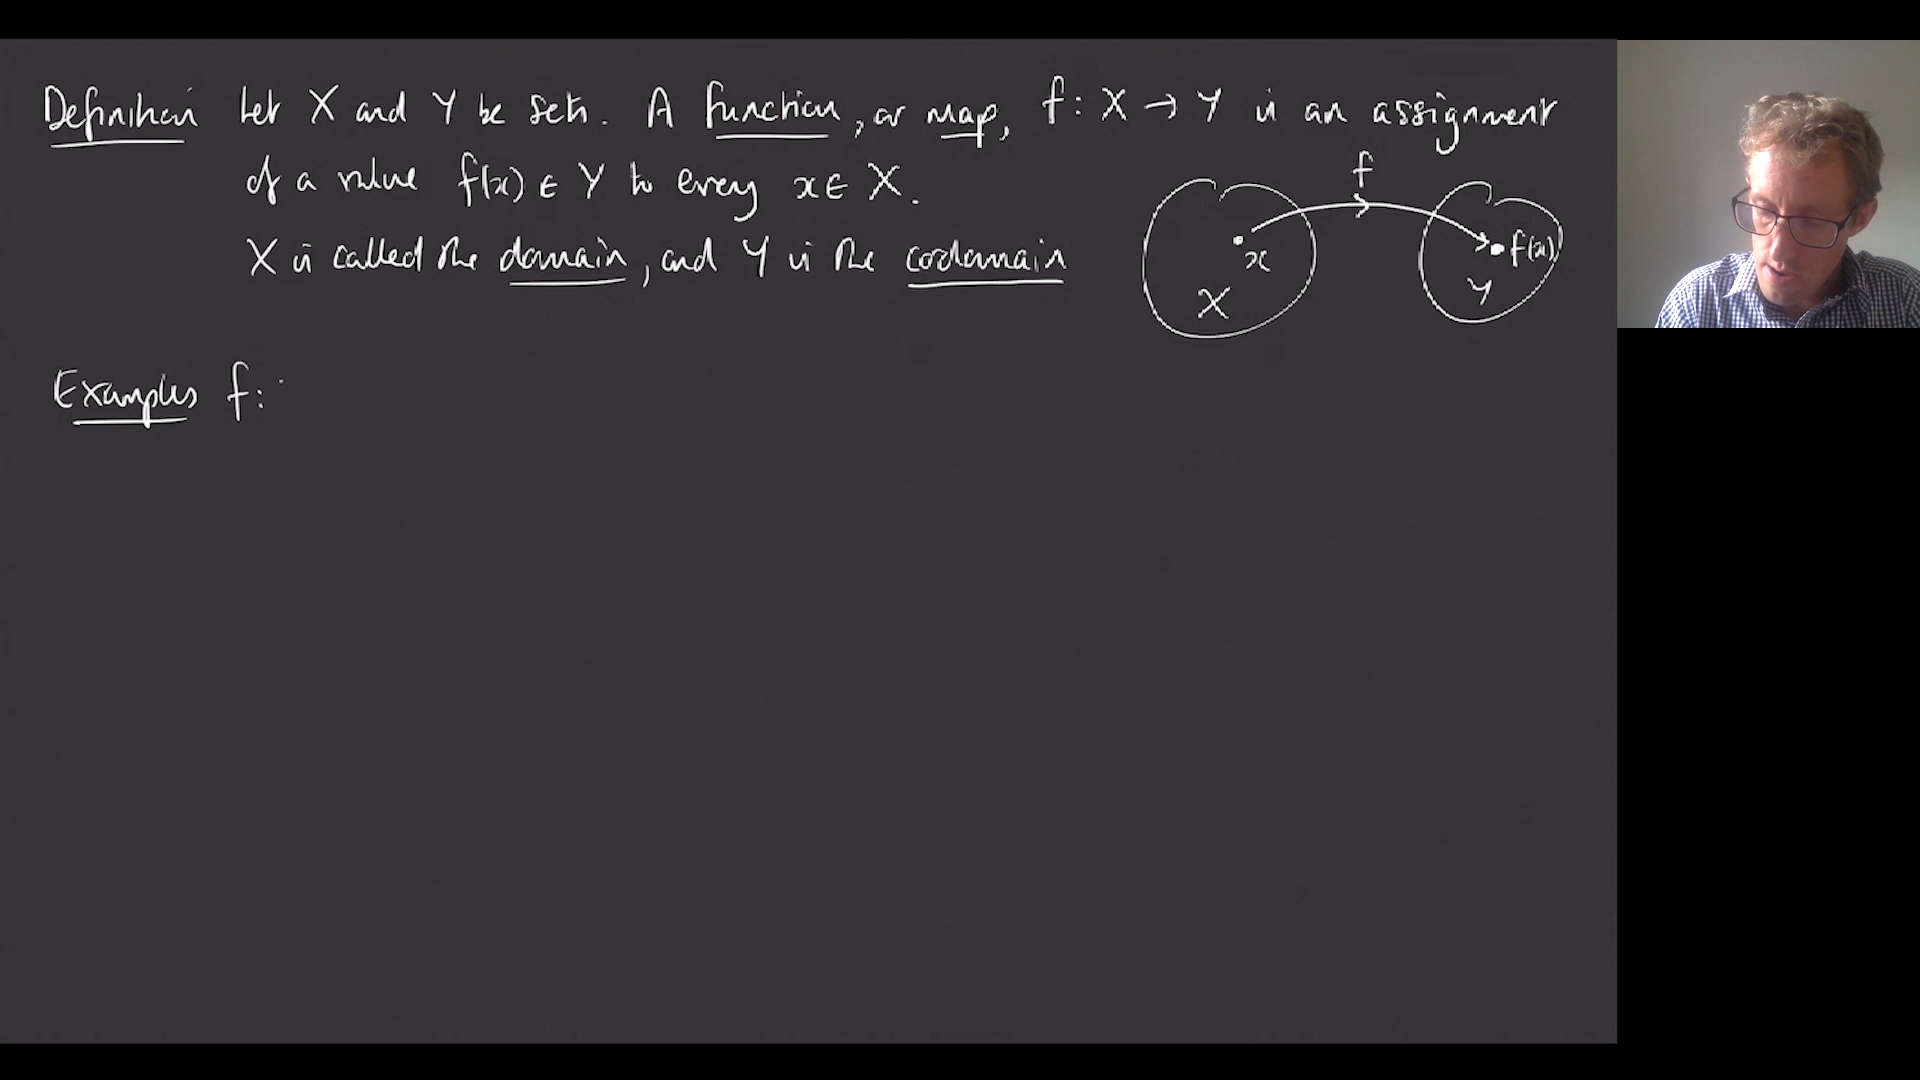 Definition Let X and Y be sets. A function, or map, f: X → Y is an assignment
of a value f(x) ∈ Y to every x ∈ X.
X is called the domain, and Y is the codomain
f
x
X
f(x)
Y
Examples f: